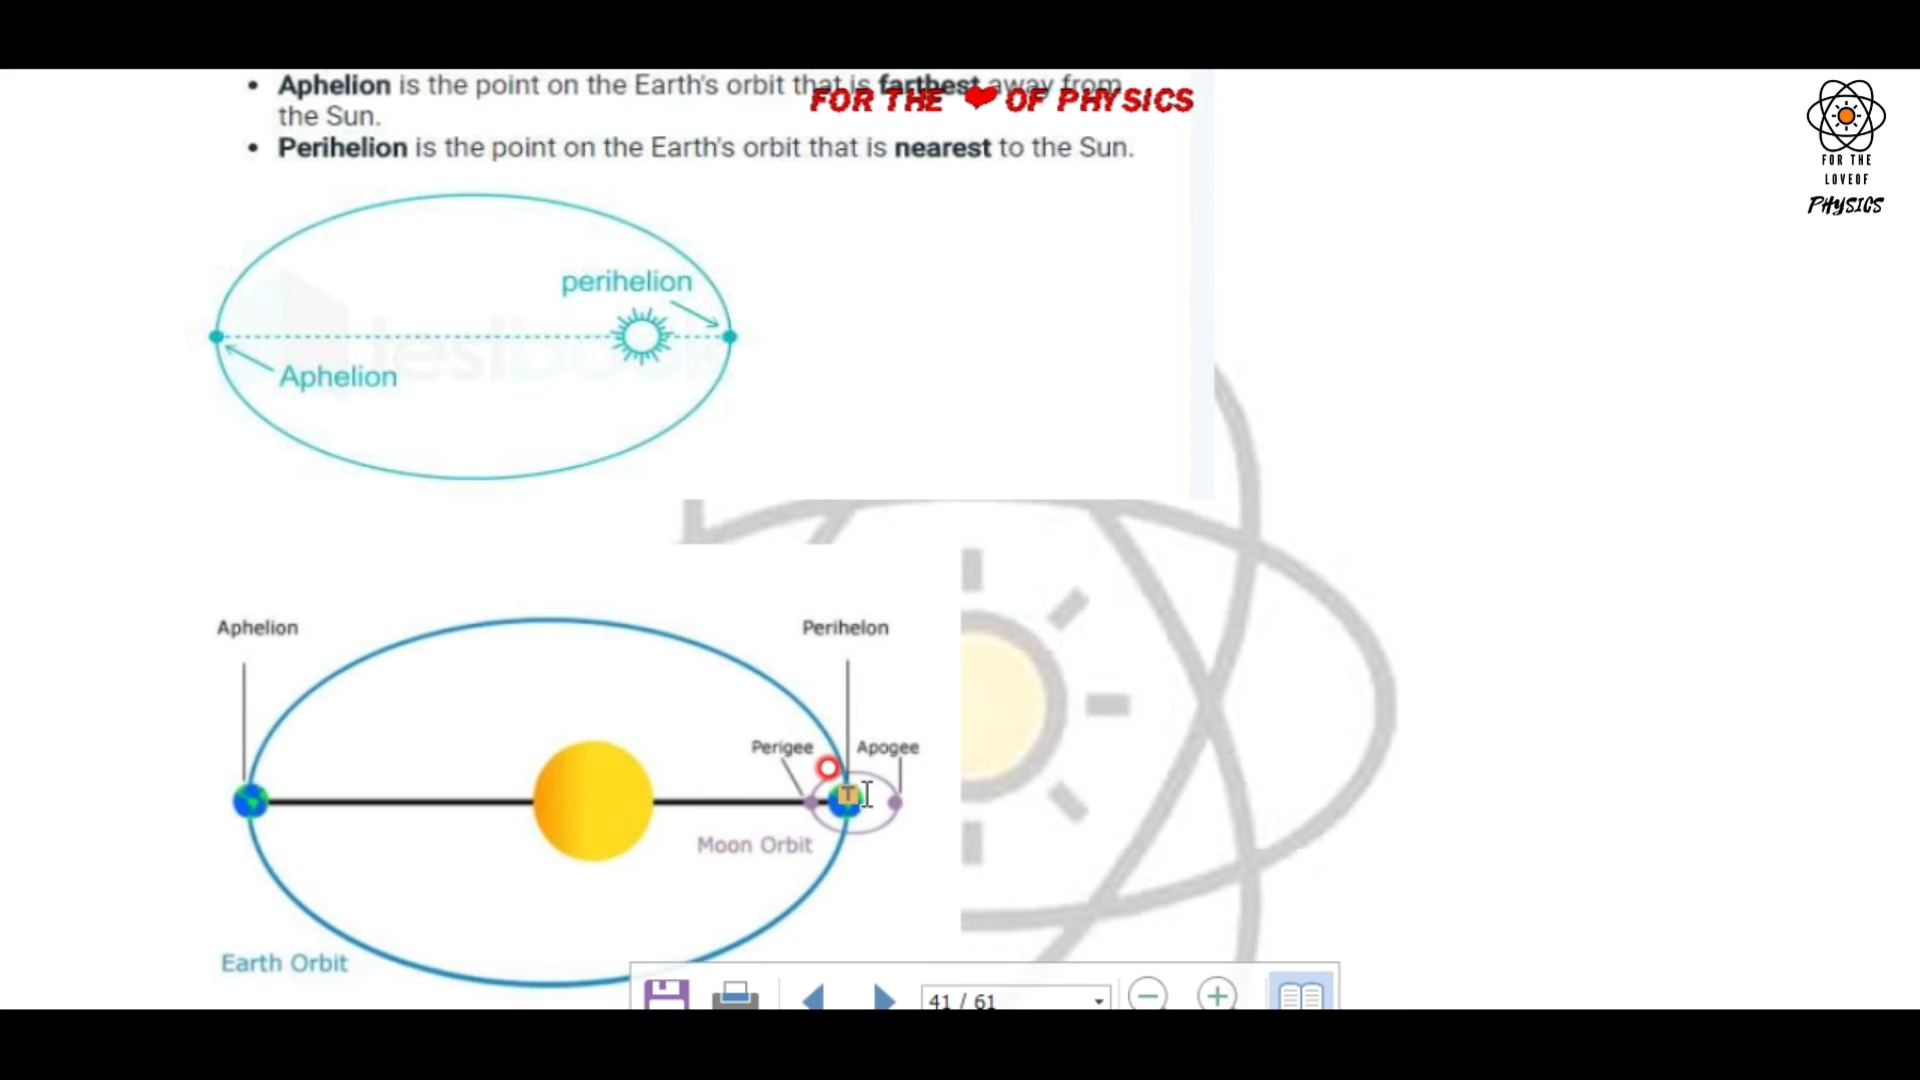 • Aphelion is the point on the Earth's orbit that is farthest away from
the Sun.
FOR THE ❤ OF PHYSICS
• Perihelion is the point on the Earth's orbit that is nearest to the Sun.
FOR THE
LOVEOF
PHYSICS
perihelion
Aphelion
Aphelion
Perihelon
Perigee
Apogee
T
Moon Orbit
Earth Orbit
41 / 61